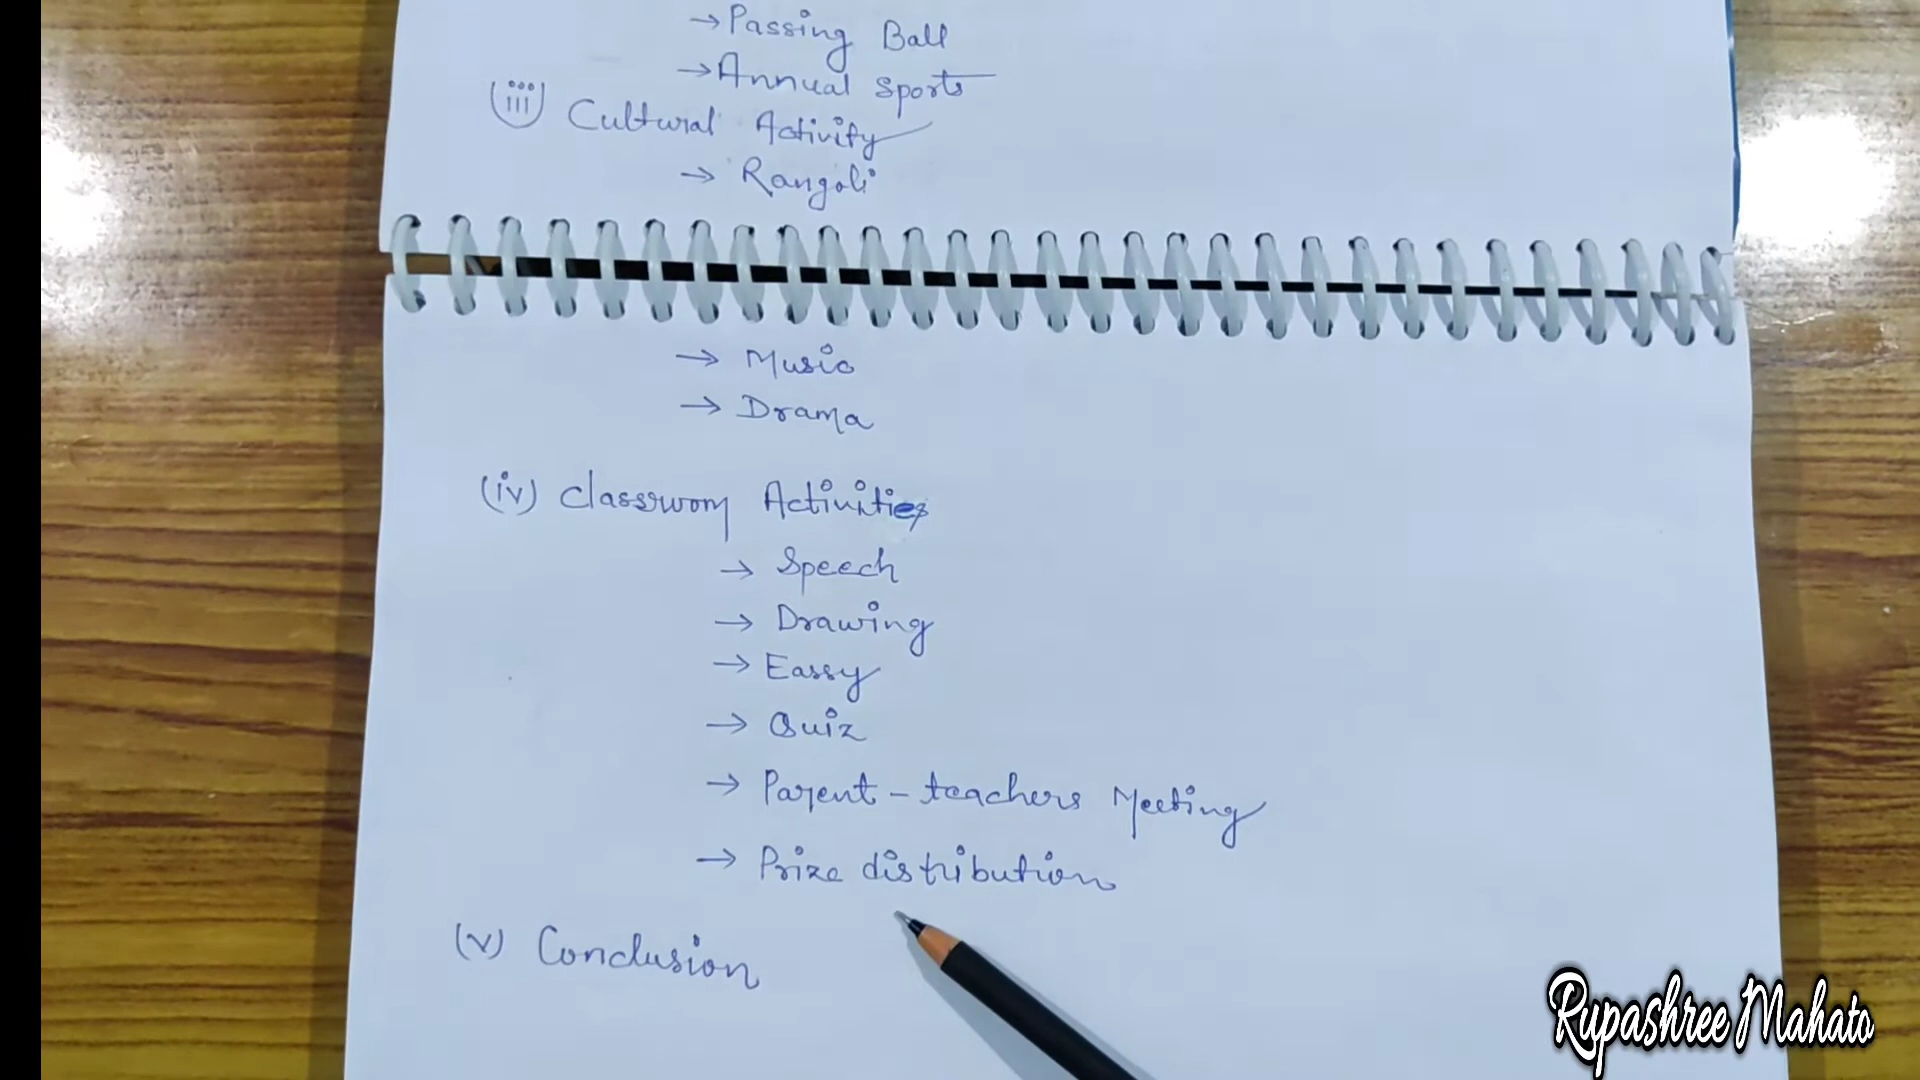 → Passing Ball
→ Annual Sports
(iii) Cultural Activity
→ Rangoli
→ Music
→ Drama
(iv) Classroom Activities
→ Speech
→ Drawing
→ Eassy
→ Quiz
→ Parent - teachers Meeting
→ Prize distribution
(v) Conclusion
Rupashree Mahato